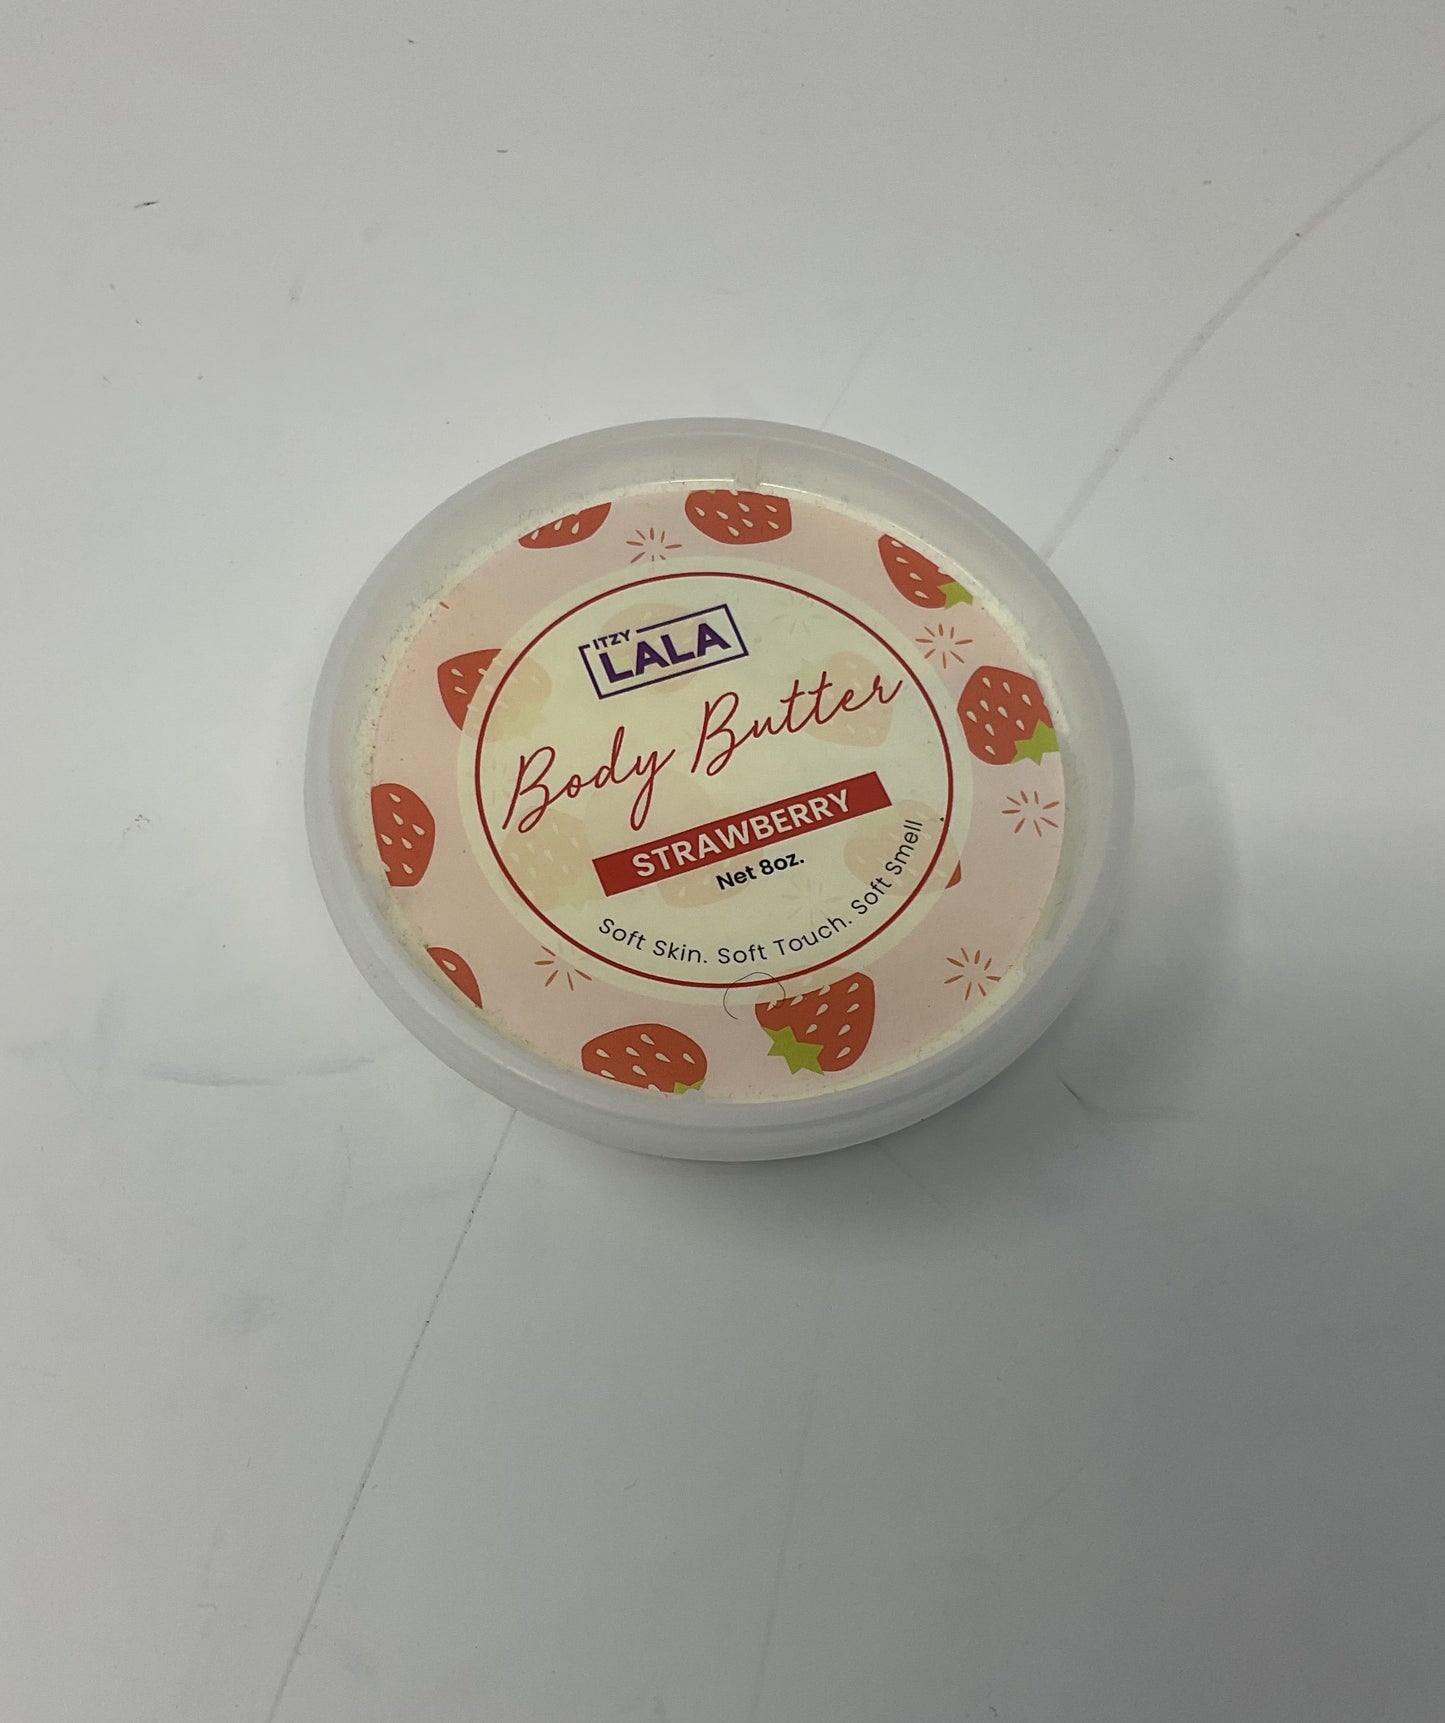 ITZY
LALA
Body Butter
STRAWBERRY
Net 8oz.
Soft Skin. Soft Touch. Soft Smell